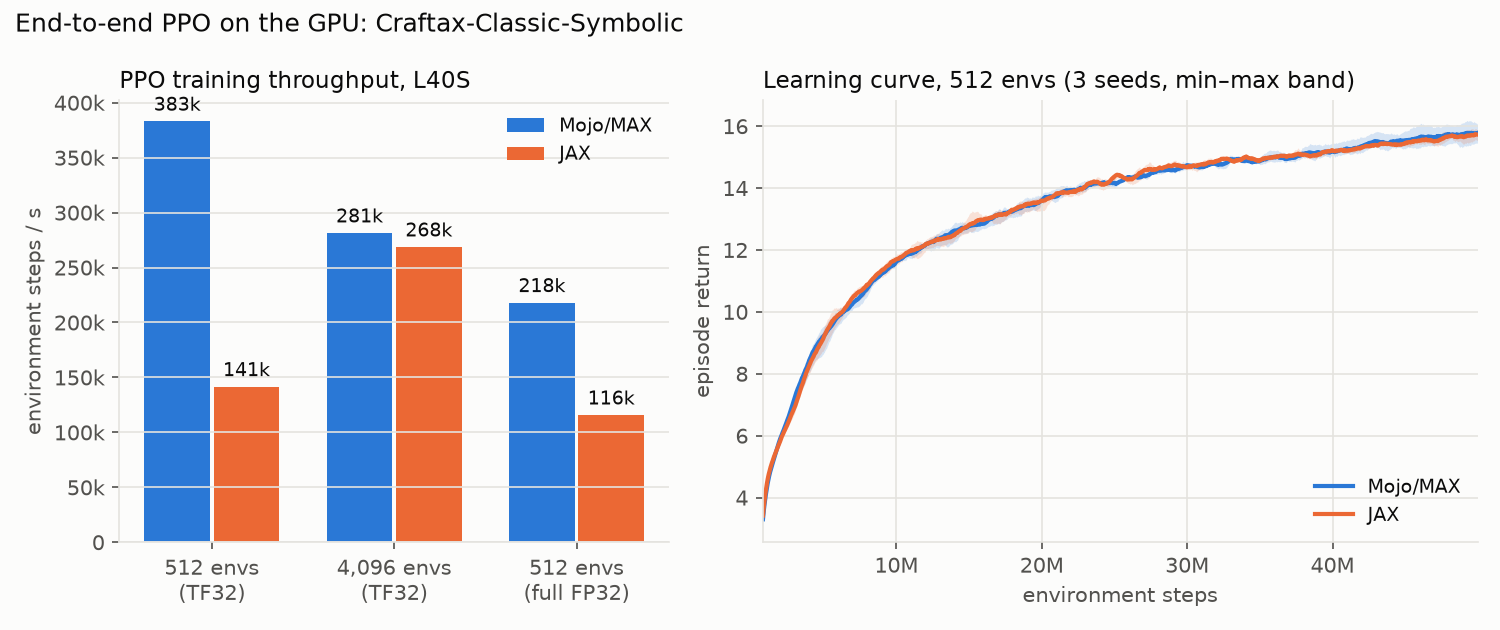 End-to-end PPO on the GPU: Craftax-Classic-Symbolic
PPO training throughput, L40S
environment steps / s
400k
350k
300k
250k
200k
150k
100k
50k
0
383k
141k
281k
268k
218k
116k
Mojo/MAX
JAX
512 envs
(TF32)
4,096 envs
(TF32)
512 envs
(full FP32)
Learning curve, 512 envs (3 seeds, min–max band)
episode return
16
14
12
10
8
6
4
Mojo/MAX
JAX
10M
20M
30M
40M
environment steps